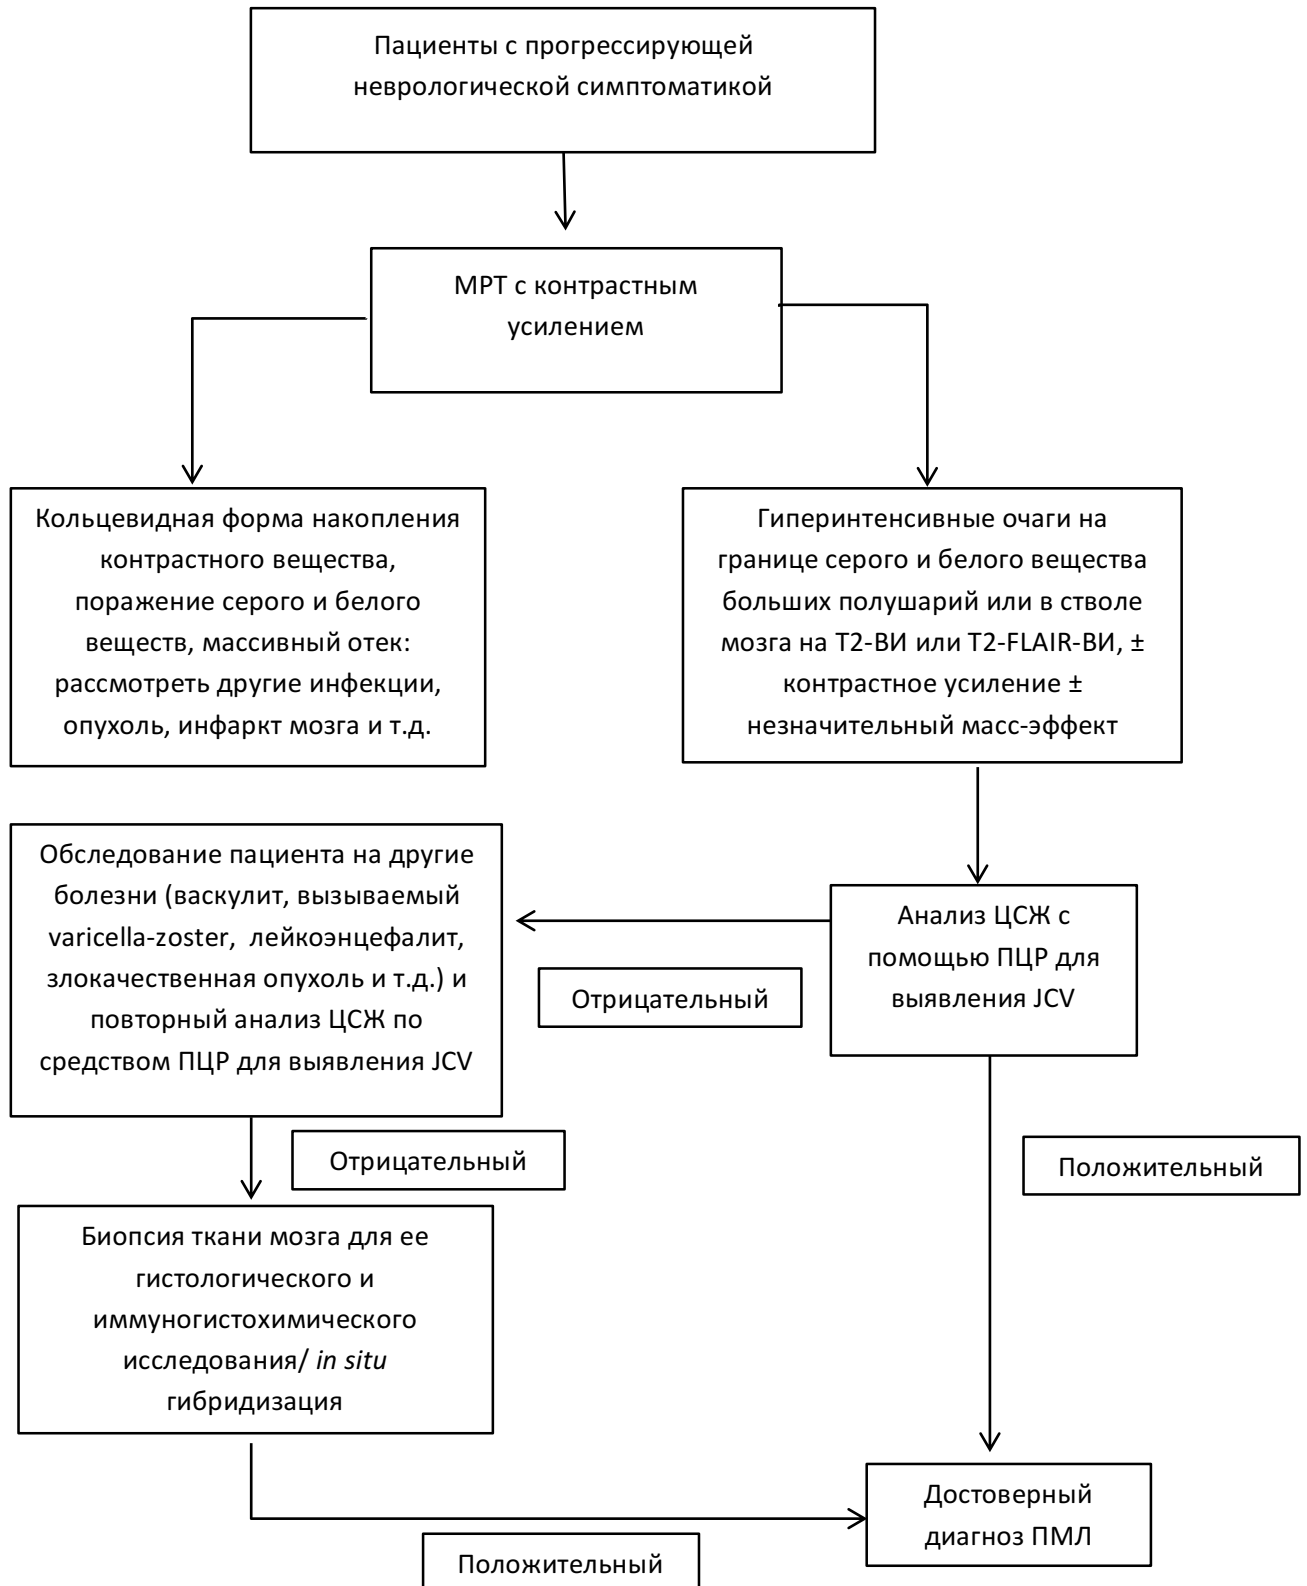 Пациенты с прогрессирующей
неврологической симптоматикой
МРТ с контрастным
усилением
Кольцевидная форма накопления
контрастного вещества,
поражение серого и белого
веществ, массивный отек:
рассмотреть другие инфекции,
опухоль, инфаркт мозга и т.д.
Гиперинтенсивные очаги на
границе серого и белого вещества
больших полушарий или в стволе
мозга на Т2-ВИ или T2-FLAIR-ВИ, ±
контрастное усиление ±
незначительный масс-эффект
Обследование пациента на другие
болезни (васкулит, вызываемый
varicella-zoster, лейкоэнцефалит,
злокачественная опухоль и т.д.) и
повторный анализ ЦСЖ по
средством ПЦР для выявления JCV
Анализ ЦСЖ с
помощью ПЦР для
выявления JCV
Отрицательный
Отрицательный
Положительный
Биопсия ткани мозга для ее
гистологического и
иммуногистохимического
исследования/ in situ
гибридизация
Достоверный
диагноз ПМЛ
Положительный